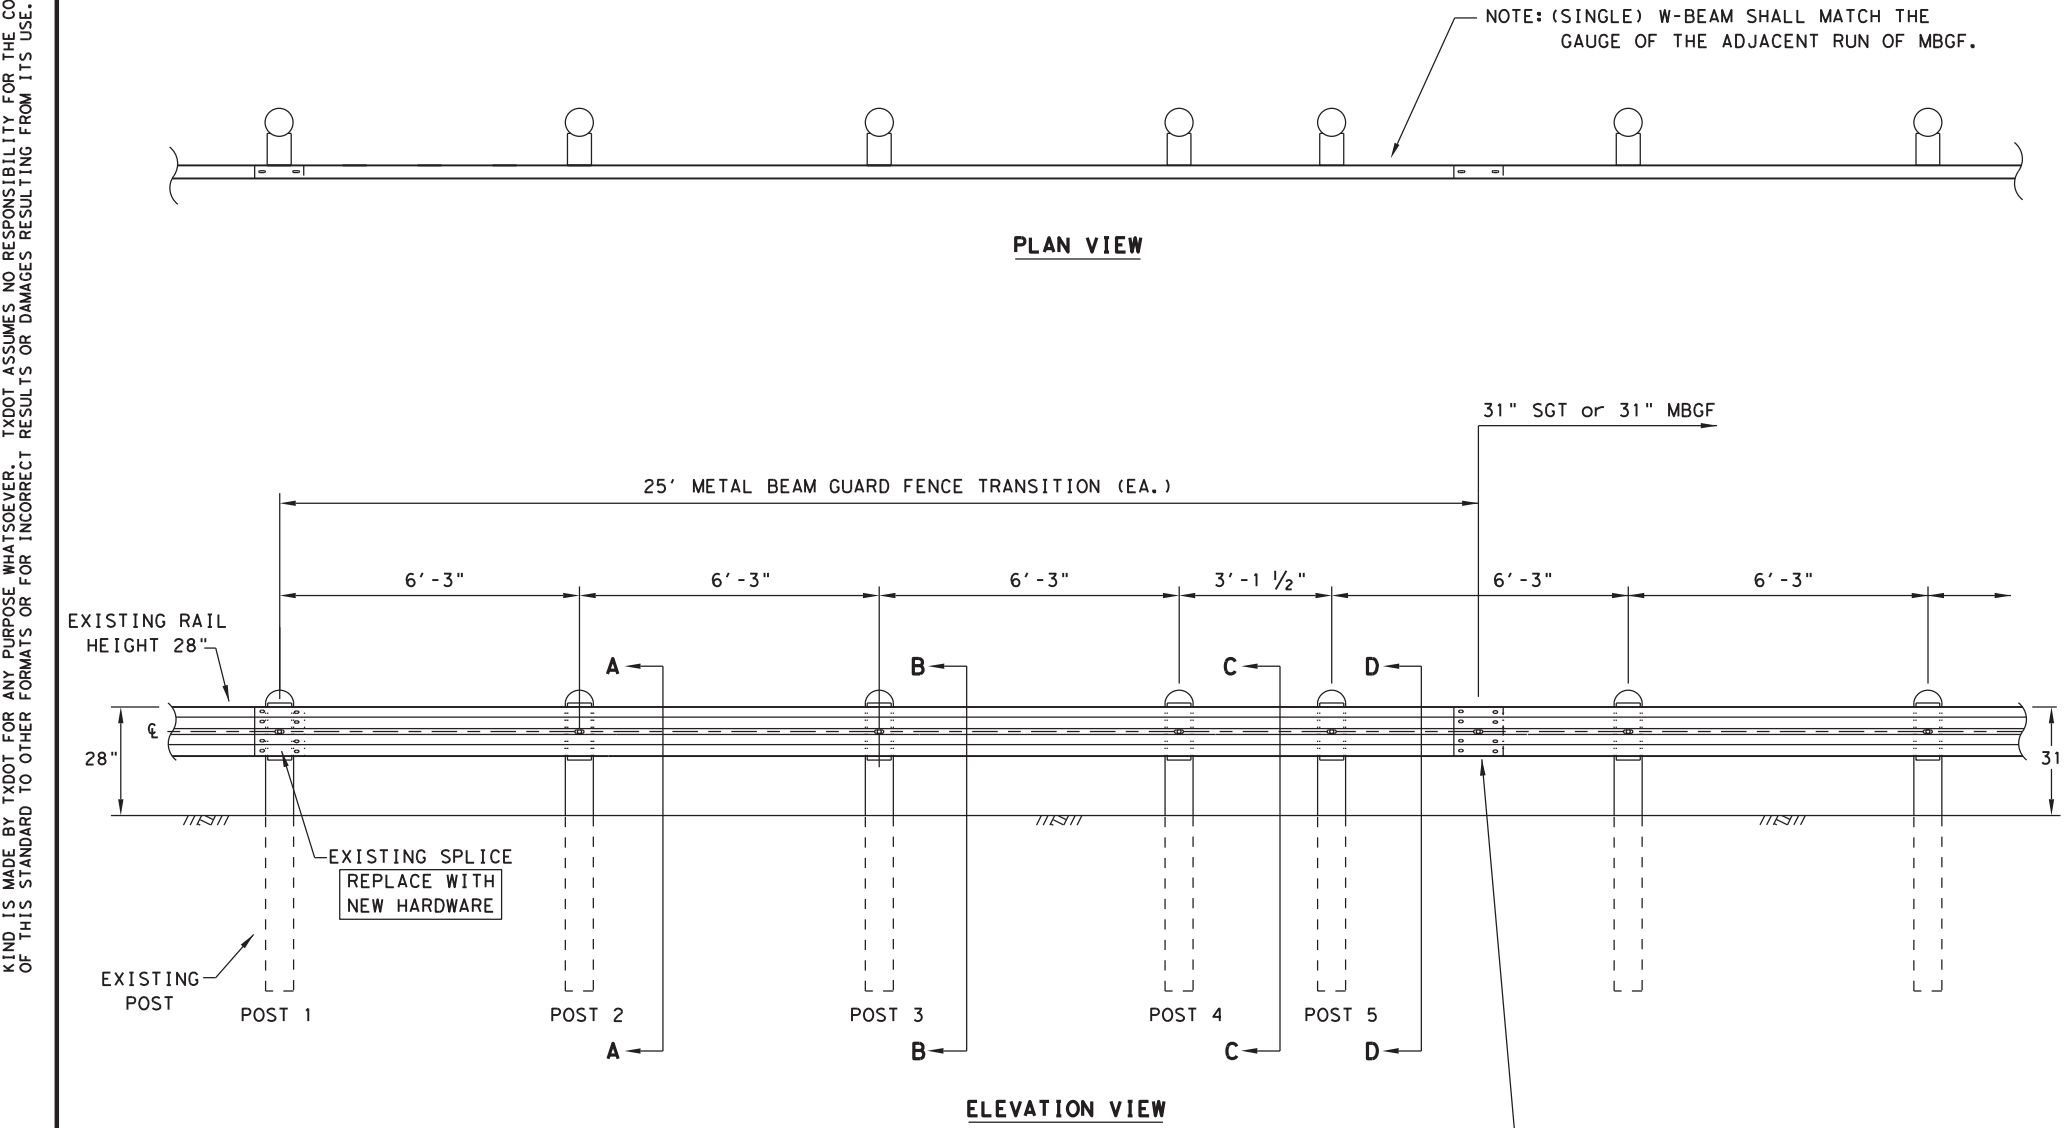 KIND IS MADE BY TXDOT FOR ANY PURPOSE WHATSOEVER. TXDOT ASSUMES NO RESPONSIBILITY FOR THE CO
OF THIS STANDARD TO OTHER FORMATS OR FOR INCORRECT RESULTS OR DAMAGES RESULTING FROM ITS USE.
NOTE: (SINGLE) W-BEAM SHALL MATCH THE
GAUGE OF THE ADJACENT RUN OF MBGF.
PLAN VIEW
31" SGT or 31" MBGF
25' METAL BEAM GUARD FENCE TRANSITION (EA.)
6'-3" 6'-3" 6'-3" 3'-1 ½" 6'-3" 6'-3"
EXISTING RAIL
HEIGHT 28"
A B C D
℄
28" 31
EXISTING SPLICE
REPLACE WITH
NEW HARDWARE
EXISTING
POST
POST 1 POST 2 POST 3 POST 4 POST 5
A B C D
ELEVATION VIEW